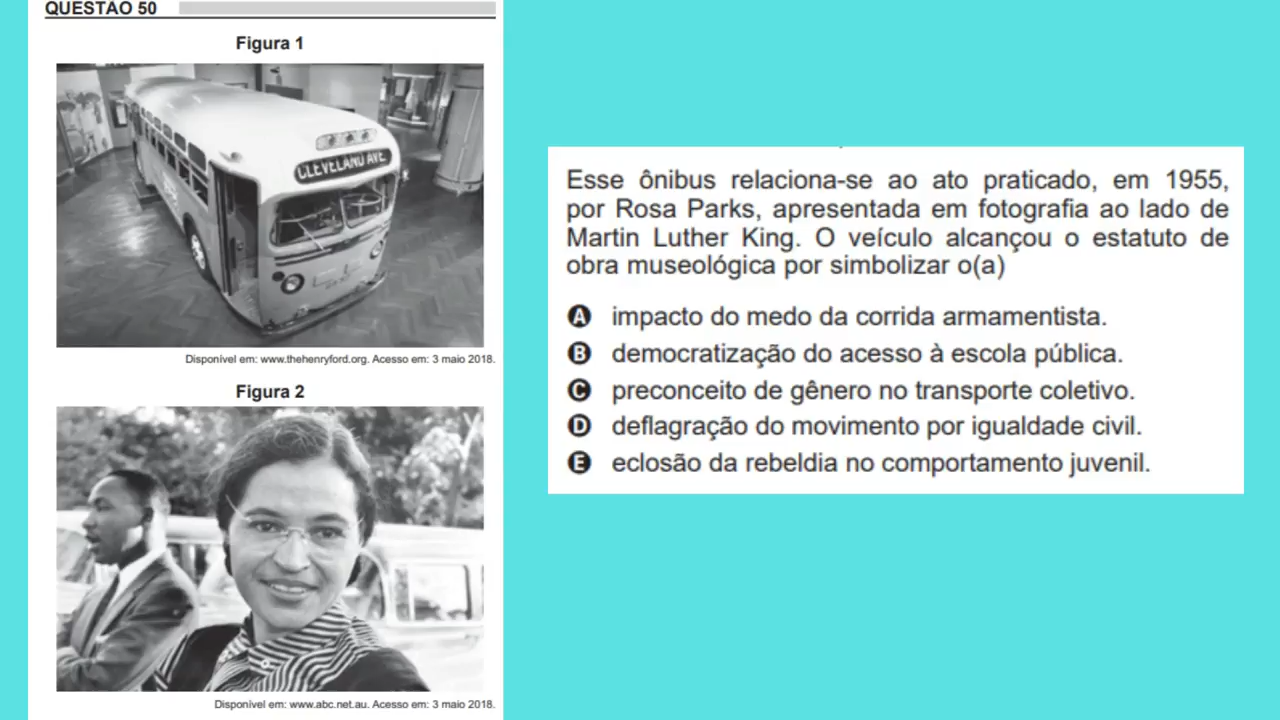 QUESTÃO 50
Figura 1
CLEVELAND AVE.
Disponível em: www.thehenryford.org. Acesso em: 3 maio 2018.
Figura 2
Disponível em: www.abc.net.au. Acesso em: 3 maio 2018.
Esse ônibus relaciona-se ao ato praticado, em 1955,
por Rosa Parks, apresentada em fotografia ao lado de
Martin Luther King. O veículo alcançou o estatuto de
obra museológica por simbolizar o(a)
A impacto do medo da corrida armamentista.
B democratização do acesso à escola pública.
C preconceito de gênero no transporte coletivo.
D deflagração do movimento por igualdade civil.
E eclosão da rebeldia no comportamento juvenil.